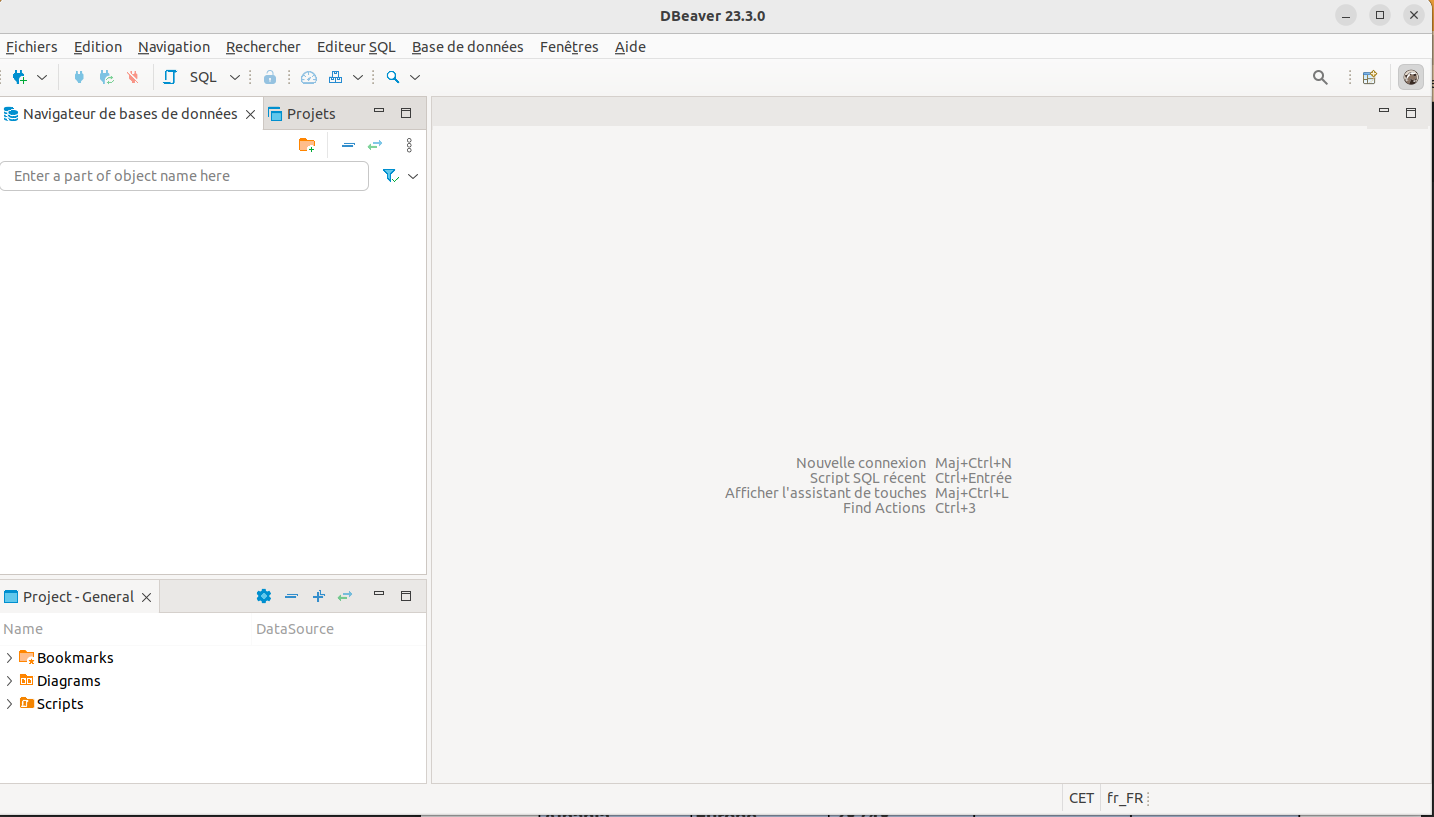 DBeaver 23.3.0
Fichiers Edition Navigation Rechercher Editeur SQL Base de données Fenêtres Aide
SQL
Navigateur de bases de données Projets
Enter a part of object name here
Nouvelle connexion Maj+Ctrl+N
Script SQL récent Ctrl+Entrée
Afficher l'assistant de touches Maj+Ctrl+L
Find Actions Ctrl+3
Project - General
Name DataSource
Bookmarks
Diagrams
Scripts
CET fr_FR